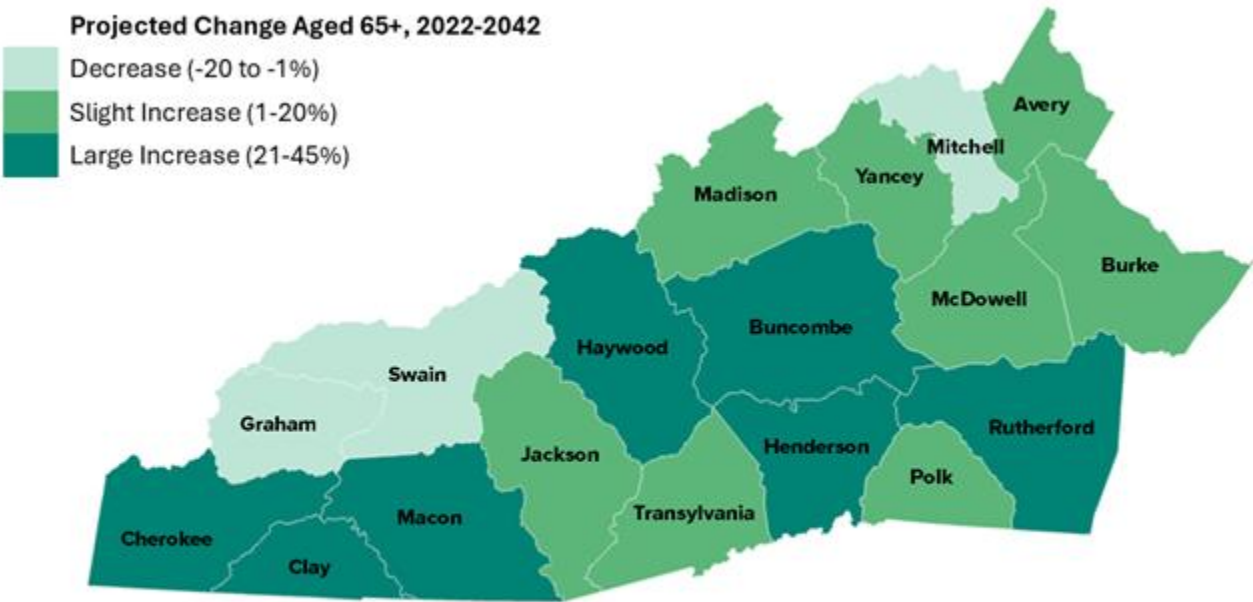 Projected Change Aged 65+, 2022-2042
Decrease (-20 to -1%)
Slight Increase (1-20%)
Large Increase (21-45%)
Avery
Mitchell
Yancey
Madison
Burke
McDowell
Buncombe
Haywood
Swain
Graham
Rutherford
Henderson
Jackson
Polk
Transylvania
Macon
Cherokee
Clay